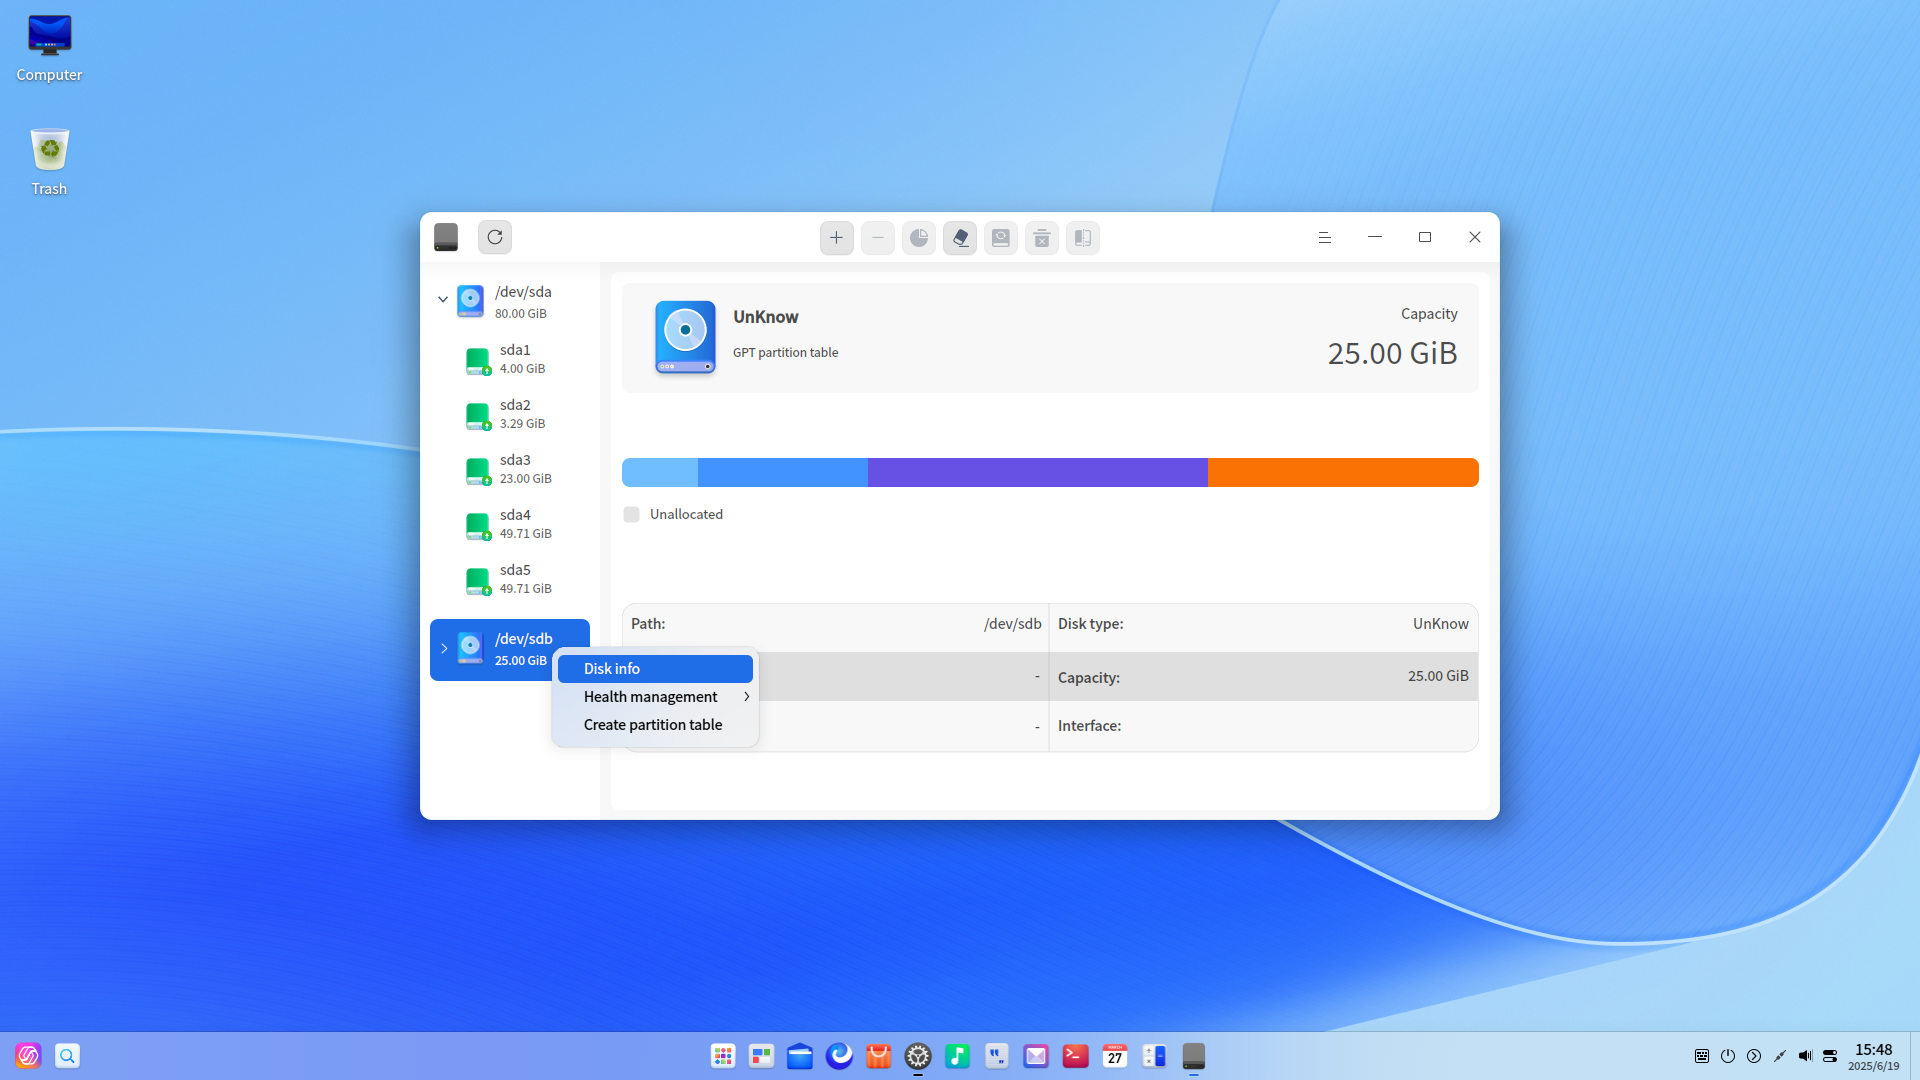 Computer
Trash
/dev/sda
80.00 GiB
sda1
4.00 GiB
sda2
3.29 GiB
sda3
23.00 GiB
sda4
49.71 GiB
sda5
49.71 GiB
/dev/sdb
25.00 GiB
Disk info
Health management
Create partition table
UnKnow
GPT partition table
Capacity
25.00 GiB
Unallocated
Path: /dev/sdb
Disk type: UnKnow
-
Capacity: 25.00 GiB
-
Interface:
MARCH
27
15:48
2025/6/19